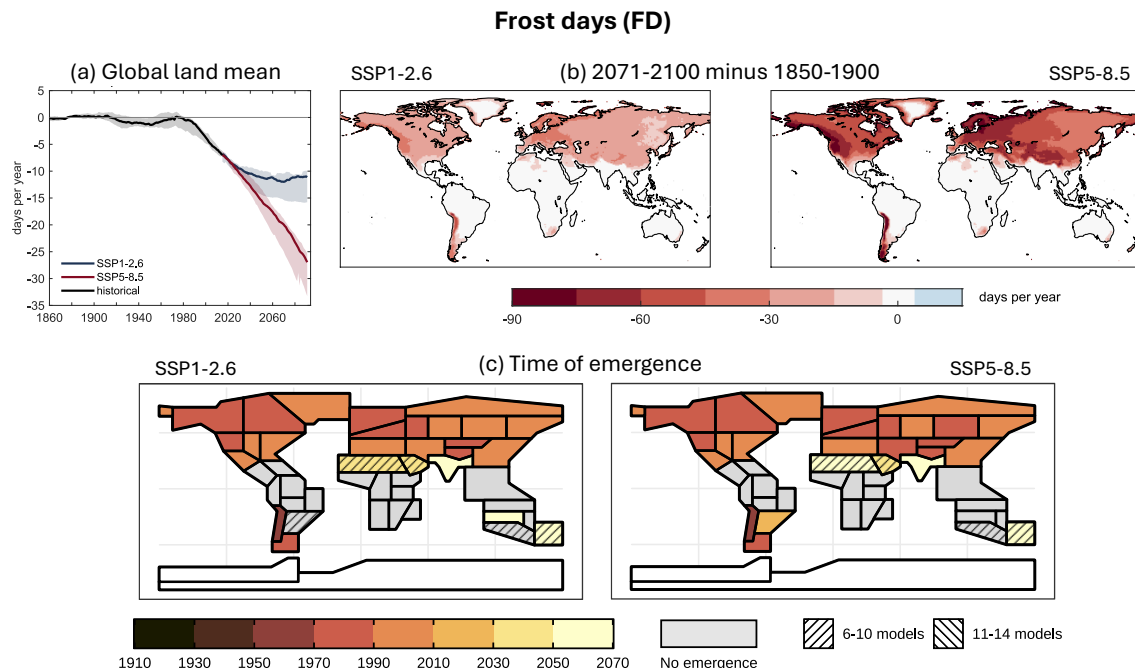 Frost days (FD)
(a) Global land mean
SSP1-2.6
(b) 2071-2100 minus 1850-1900
SSP5-8.5
5
0
-5
-10
-15
-20
-25
-30
-35
days per year
SSP1-2.6
SSP5-8.5
historical
1860 1900 1940 1980 2020 2060
days per year
-90 -60 -30 0
SSP1-2.6
(c) Time of emergence
SSP5-8.5
1910 1930 1950 1970 1990 2010 2030 2050 2070
No emergence
6-10 models
11-14 models